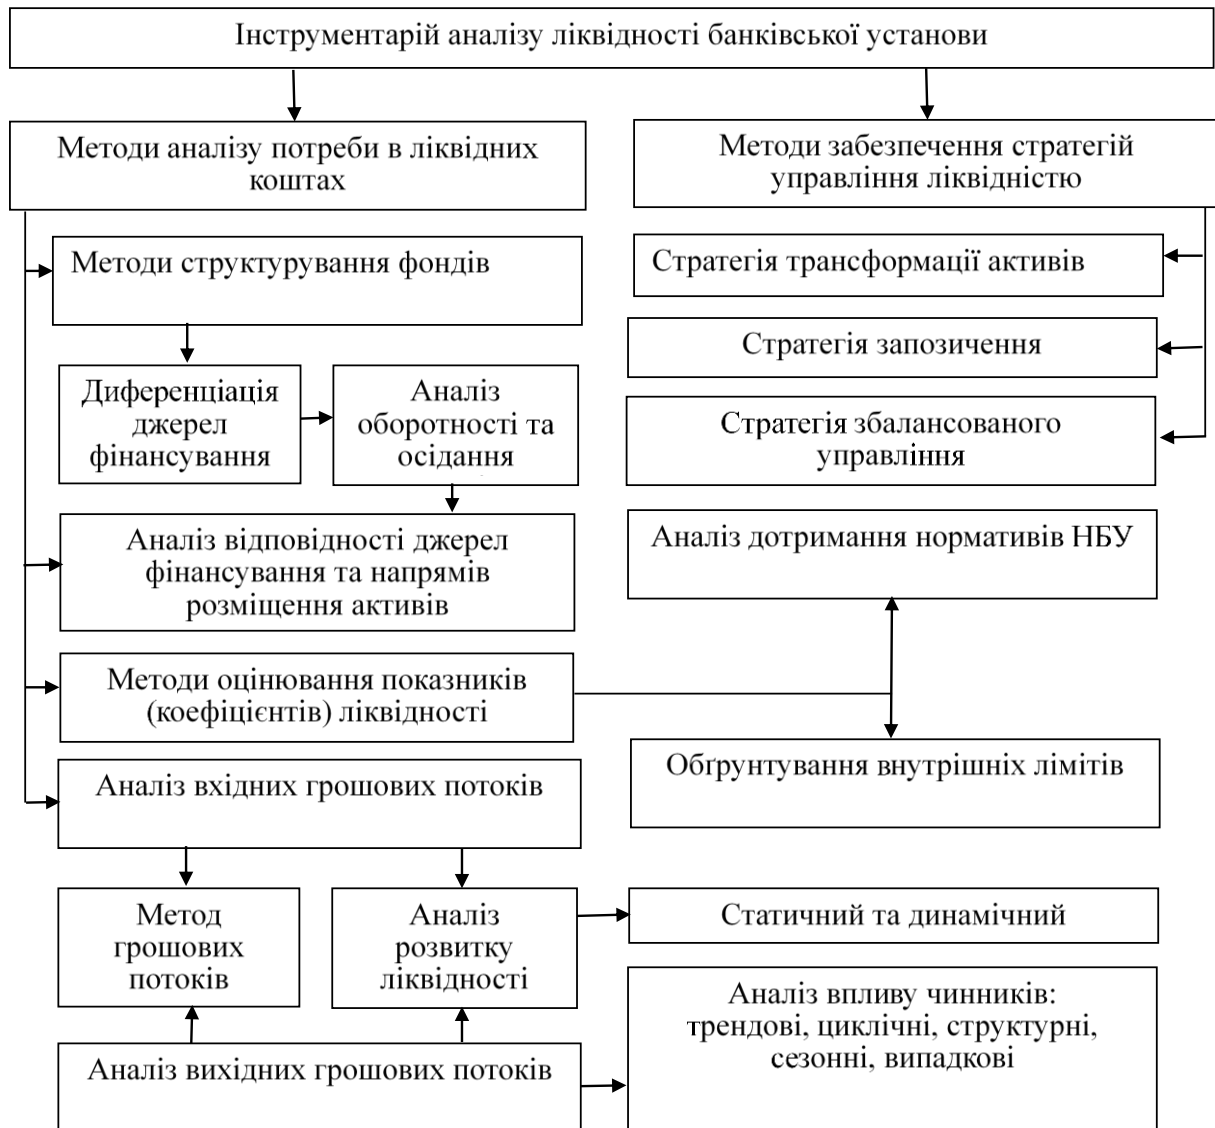 Інструментарій аналізу ліквідності банківської установи
Методи аналізу потреби в ліквідних
коштах
Методи забезпечення стратегій
управління ліквідністю
Методи структурування фондів
Стратегія трансформації активів
Стратегія запозичення
Диференціація
джерел
фінансування
Аналіз
оборотності та
осідання
Стратегія збалансованого
управління
Аналіз відповідності джерел
фінансування та напрямів
розміщення активів
Аналіз дотримання нормативів НБУ
Методи оцінювання показників
(коефіцієнтів) ліквідності
Обґрунтування внутрішніх лімітів
Аналіз вхідних грошових потоків
Метод
грошових
потоків
Аналіз
розвитку
ліквідності
Статичний та динамічний
Аналіз впливу чинників:
трендові, циклічні, структурні,
сезонні, випадкові
Аналіз вихідних грошових потоків